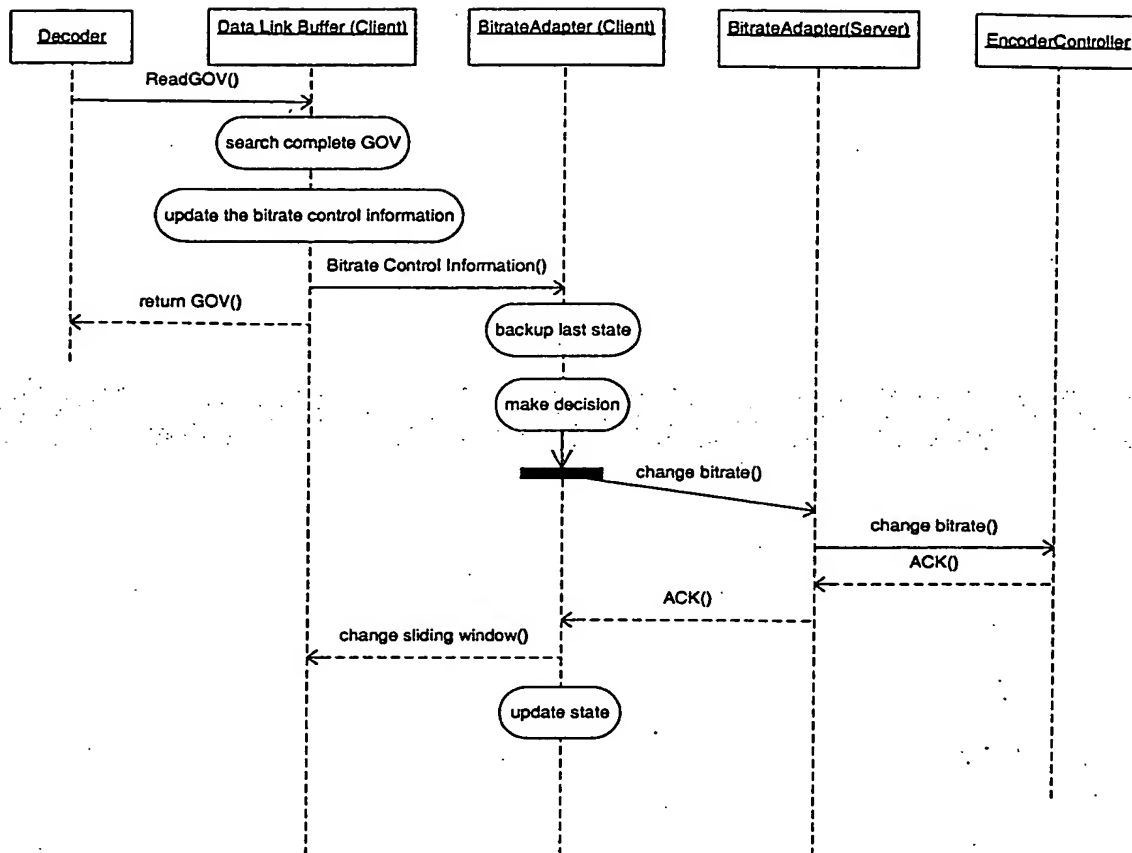 Decoder
Data Link Buffer (Client)
BitrateAdapter (Client)
BitrateAdapter(Server)
EncoderController
ReadGOV()
search complete GOV
update the bitrate control information
Bitrate Control Information()
return GOV()
backup last state
make decision
change bitrate()
change bitrate()
ACK()
ACK()
change sliding window()
update state